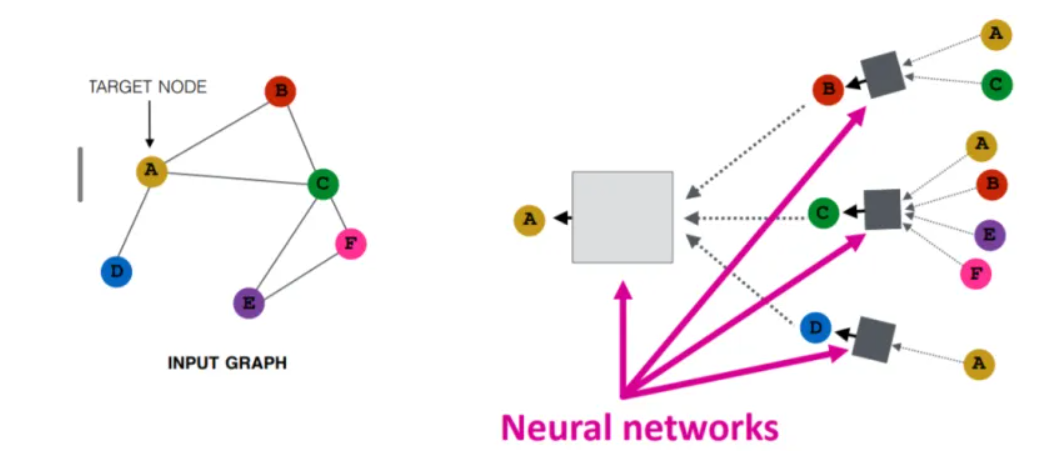 TARGET NODE
B
A
C
F
D
E
INPUT GRAPH
A
B
C
A
C
B
E
F
D
A
A
Neural networks